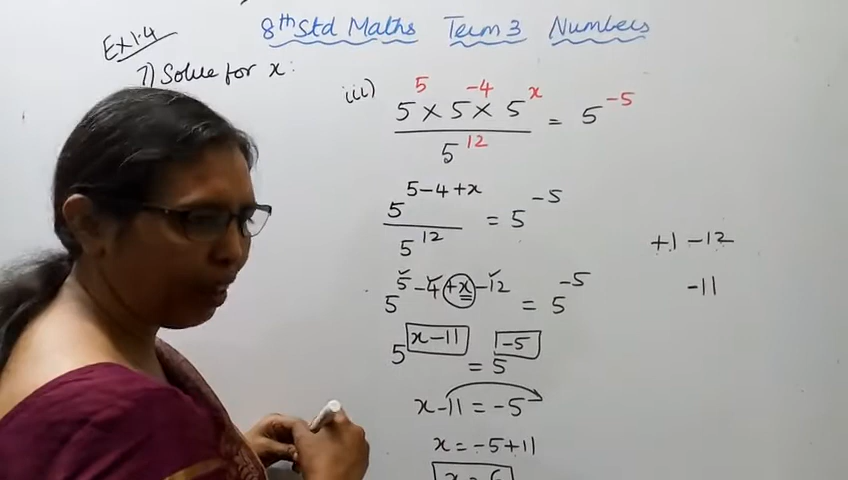 8th Std Maths Term 3 Numbers
Ex 1.4
7) Solve for x:
iii) 5^5 × 5^-4 × 5^x / 5^12 = 5^-5
5^5-4+x / 5^12 = 5^-5
+1 -12
5^5-4+x-12 = 5^-5
-11
5^x-11 = 5^-5
x-11 = -5
x = -5+11
x = 6